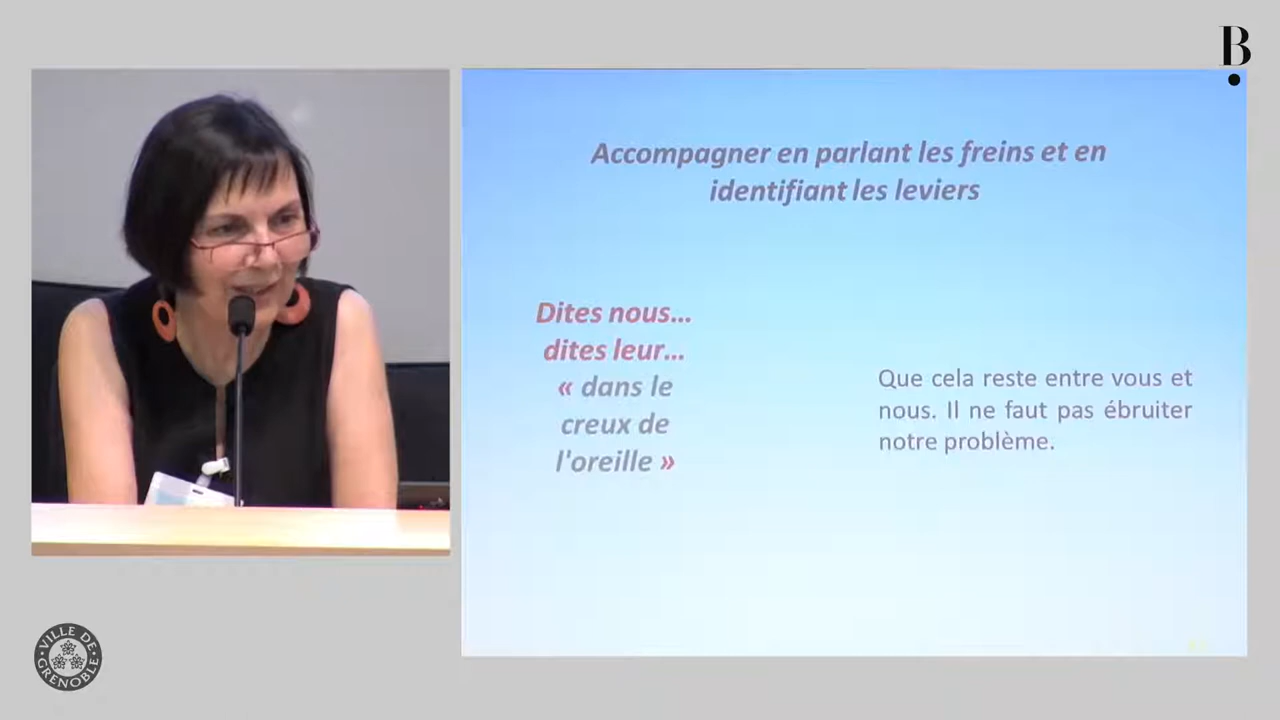 B
Accompagner en parlant les freins et en
identifiant les leviers
Dites nous...
dites leur...
« dans le
creux de
l'oreille »
Que cela reste entre vous et
nous. Il ne faut pas ébruiter
notre problème.
VILLE DE
GRENOBLE